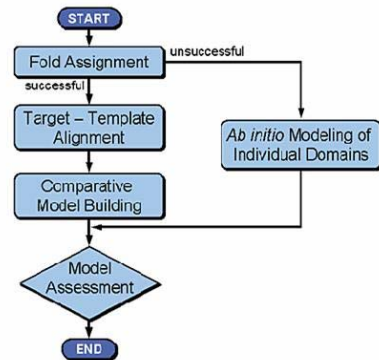 START
Fold Assignment
unsuccessful
successful
Target – Template
Alignment
Ab initio Modeling of
Individual Domains
Comparative
Model Building
Model
Assessment
END